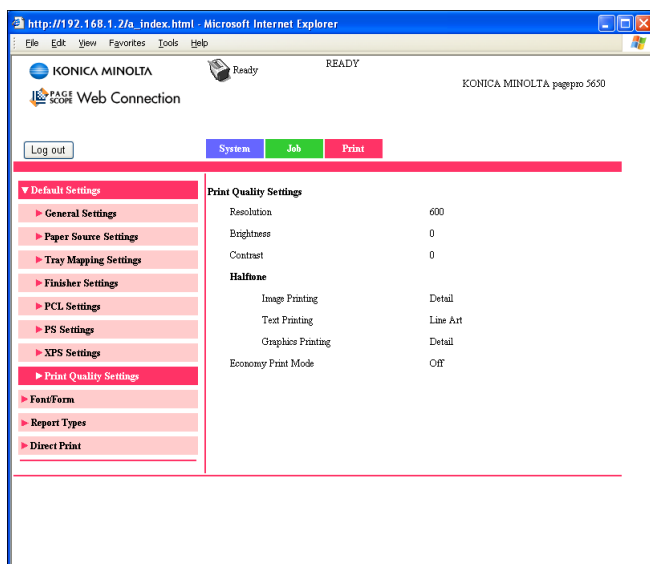 http://192.168.1.2/a_index.html - Microsoft Internet Explorer
File Edit View Favorites Tools Help
KONICA MINOLTA
Ready
READY
KONICA MINOLTA pagepro 5650
PAGE SCOPE Web Connection
Log out
System Job Print
Default Settings
General Settings
Paper Source Settings
Tray Mapping Settings
Finisher Settings
PCL Settings
PS Settings
XPS Settings
Print Quality Settings
Font/Form
Report Types
Direct Print
Print Quality Settings
Resolution 600
Brightness 0
Contrast 0
Halftone
Image Printing Detail
Text Printing Line Art
Graphics Printing Detail
Economy Print Mode Off